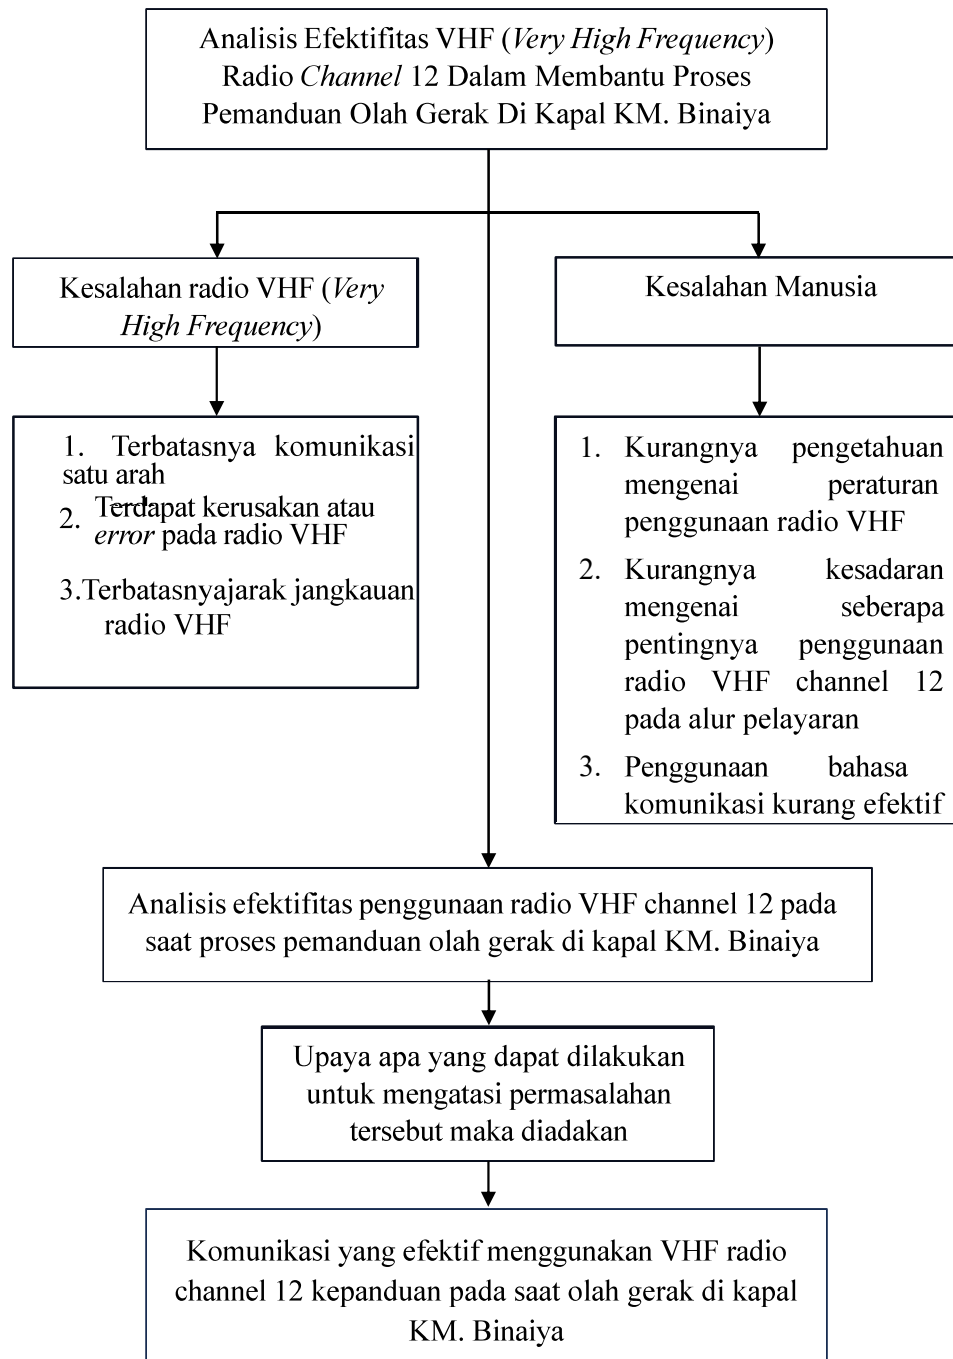 Analisis Efektifitas VHF (Very High Frequency)
Radio Channel 12 Dalam Membantu Proses
Pemanduan Olah Gerak Di Kapal KM. Binaiya
Kesalahan radio VHF (Very
High Frequency)
Kesalahan Manusia
1. Terbatasnya komunikasi
satu arah
2. Terdapat kerusakan atau
error pada radio VHF
3.Terbatasnyajarak jangkauan
radio VHF
1. Kurangnya pengetahuan
mengenai peraturan
penggunaan radio VHF
2. Kurangnya kesadaran
mengenai seberapa
pentingnya penggunaan
radio VHF channel 12
pada alur pelayaran
3. Penggunaan bahasa
komunikasi kurang efektif
Analisis efektifitas penggunaan radio VHF channel 12 pada
saat proses pemanduan olah gerak di kapal KM. Binaiya
Upaya apa yang dapat dilakukan
untuk mengatasi permasalahan
tersebut maka diadakan
Komunikasi yang efektif menggunakan VHF radio
channel 12 kepanduan pada saat olah gerak di kapal
KM. Binaiya